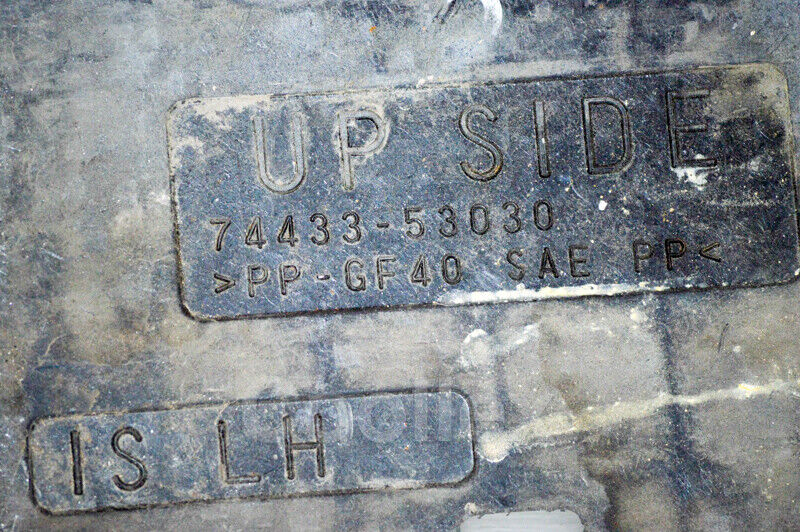 UP SIDE
74433-53030
>PP-GF40 SAE PP<
IS LH